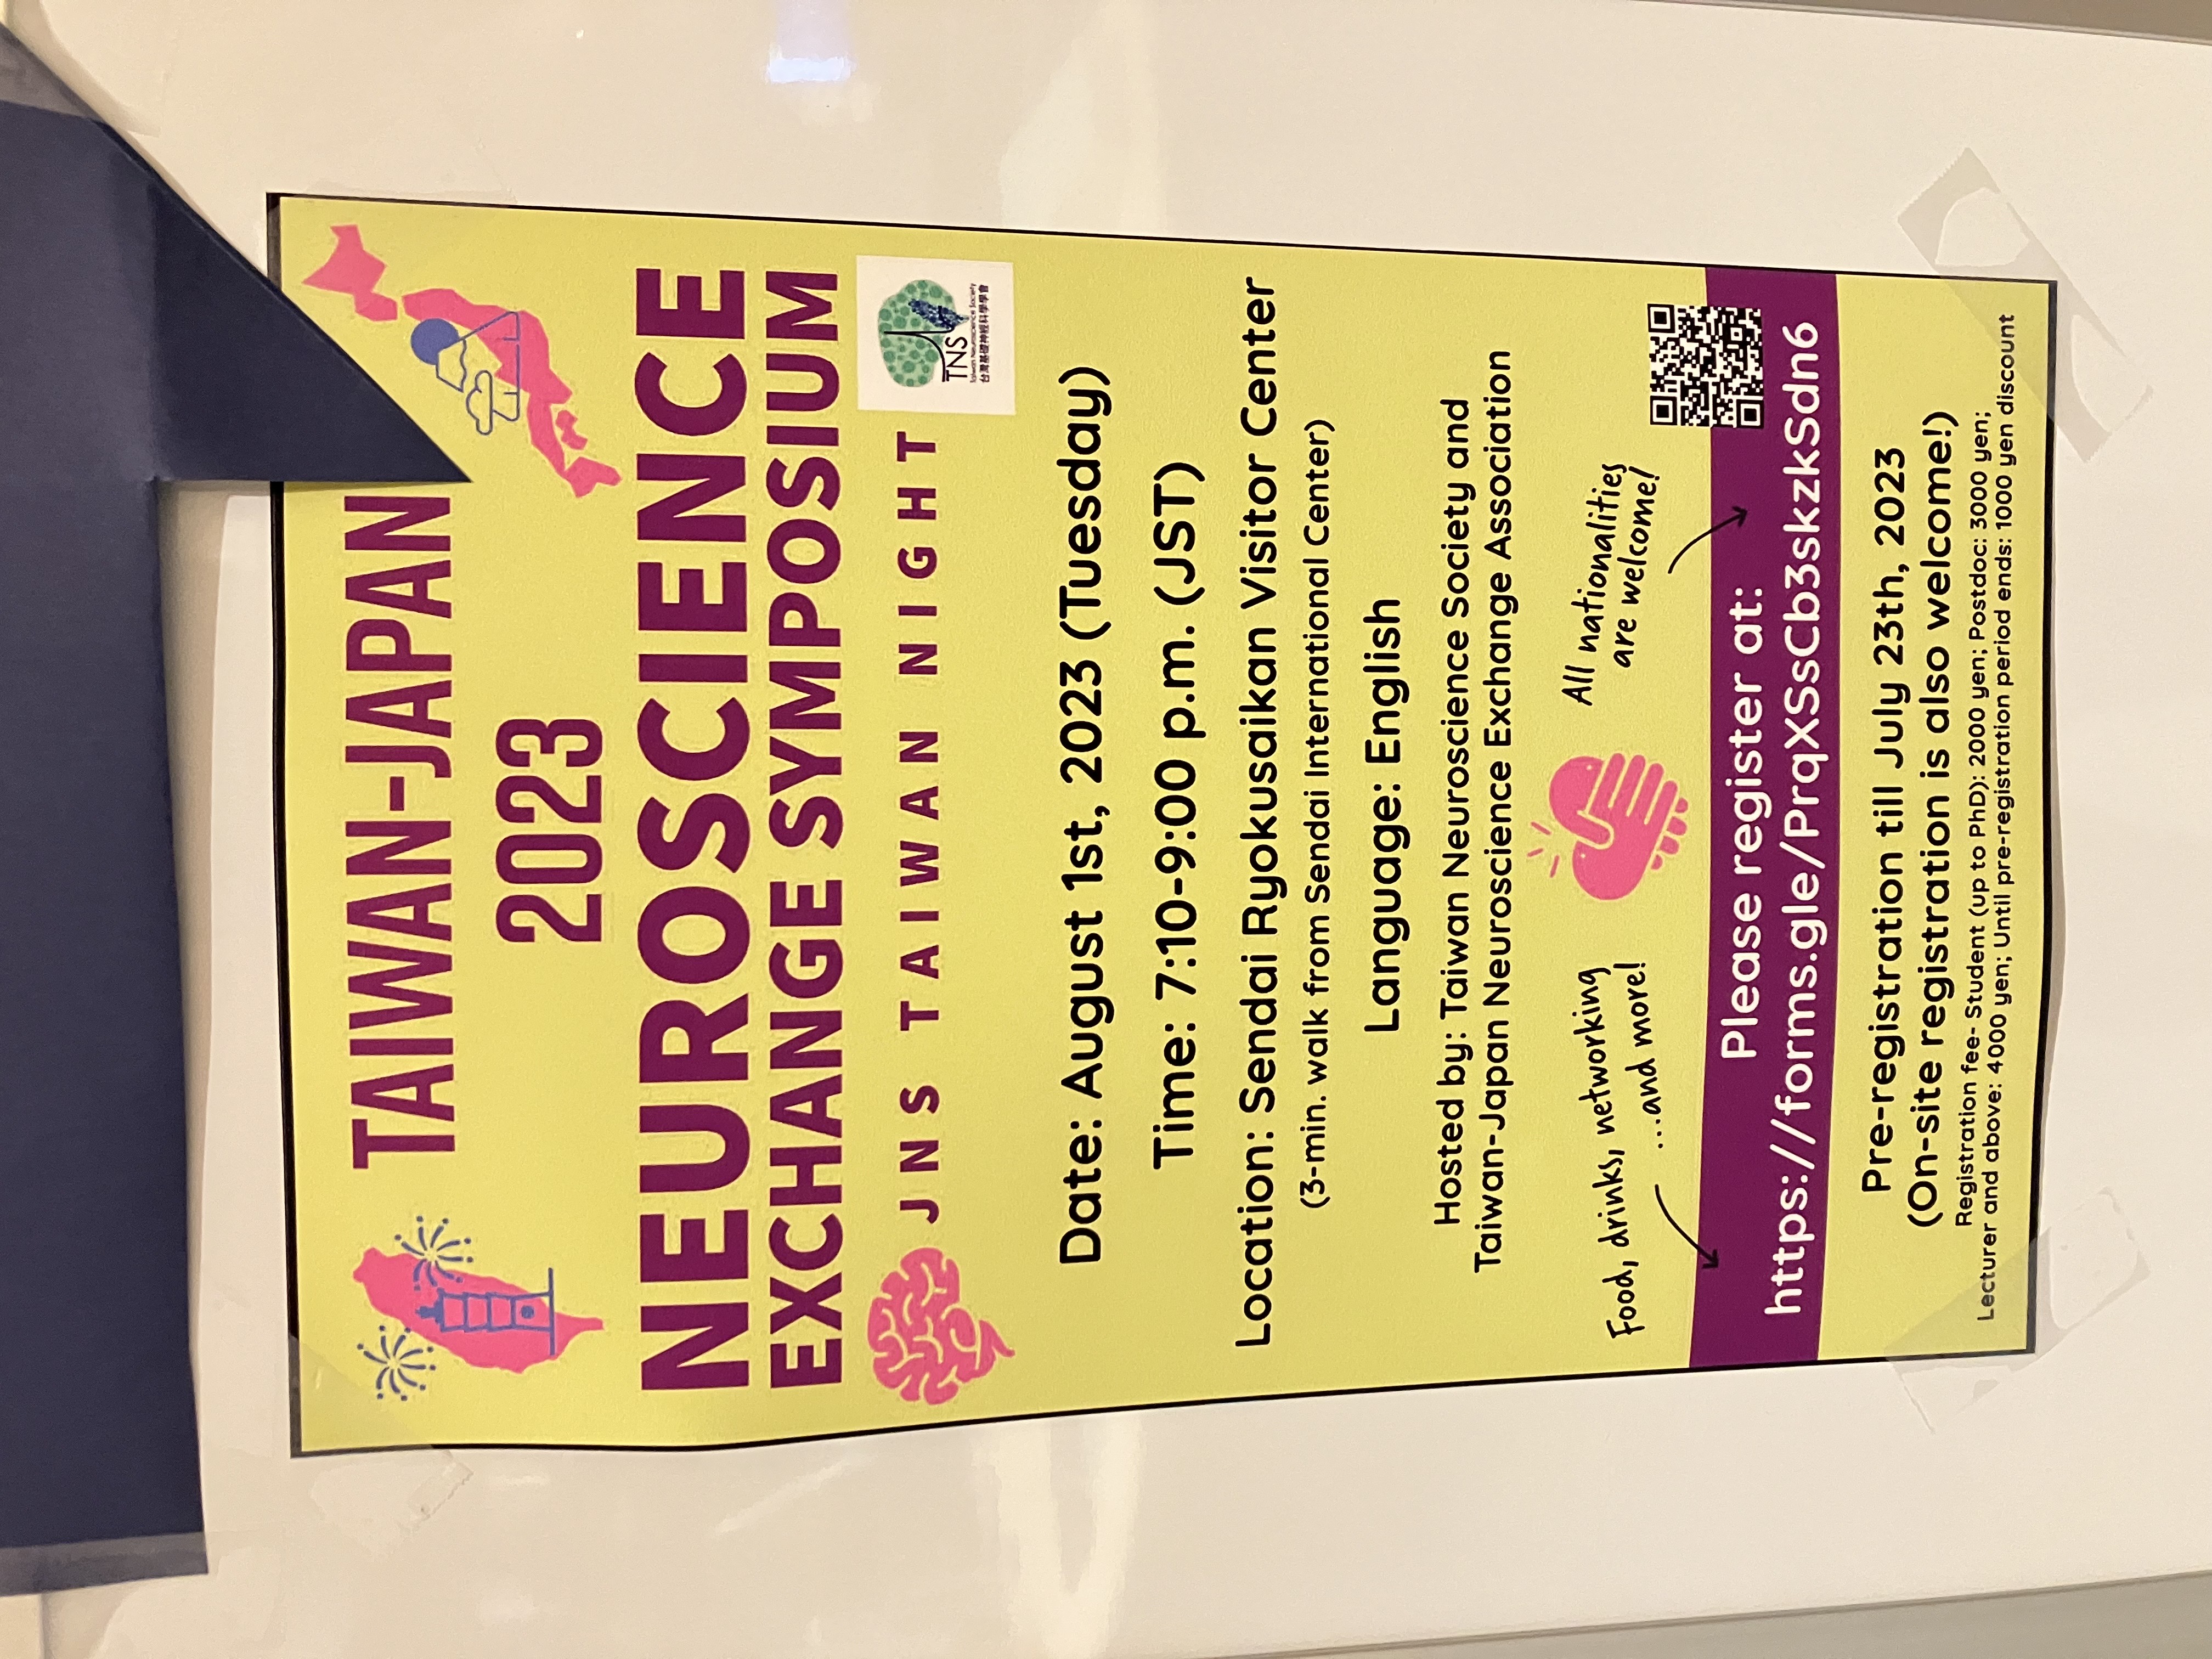 TAIWAN-JAPAN
2023
NEUROSCIENCE
EXCHANGE SYMPOSIUM
JNS TAIWAN NIGHT
TNS
Taiwan Neuroscience Society
台灣基礎神經科學學會
Date: August 1st, 2023 (Tuesday)
Time: 7:10-9:00 p.m. (JST)
Location: Sendai Ryokusaikan Visitor Center
(3-min. walk from Sendai International Center)
Language: English
Hosted by: Taiwan Neuroscience Society and
Taiwan-Japan Neuroscience Exchange Association
Food, drinks, networking
...and more!
All nationalities
are welcome!
Please register at:
https://forms.gle/PrqXSsCb3skzkSdn6
Pre-registration till July 23th, 2023
(On-site registration is also welcome!)
Registration fee- Student (up to PhD): 2000 yen; Postdoc: 3000 yen;
Lecturer and above: 4000 yen; Until pre-registration period ends: 1000 yen discount